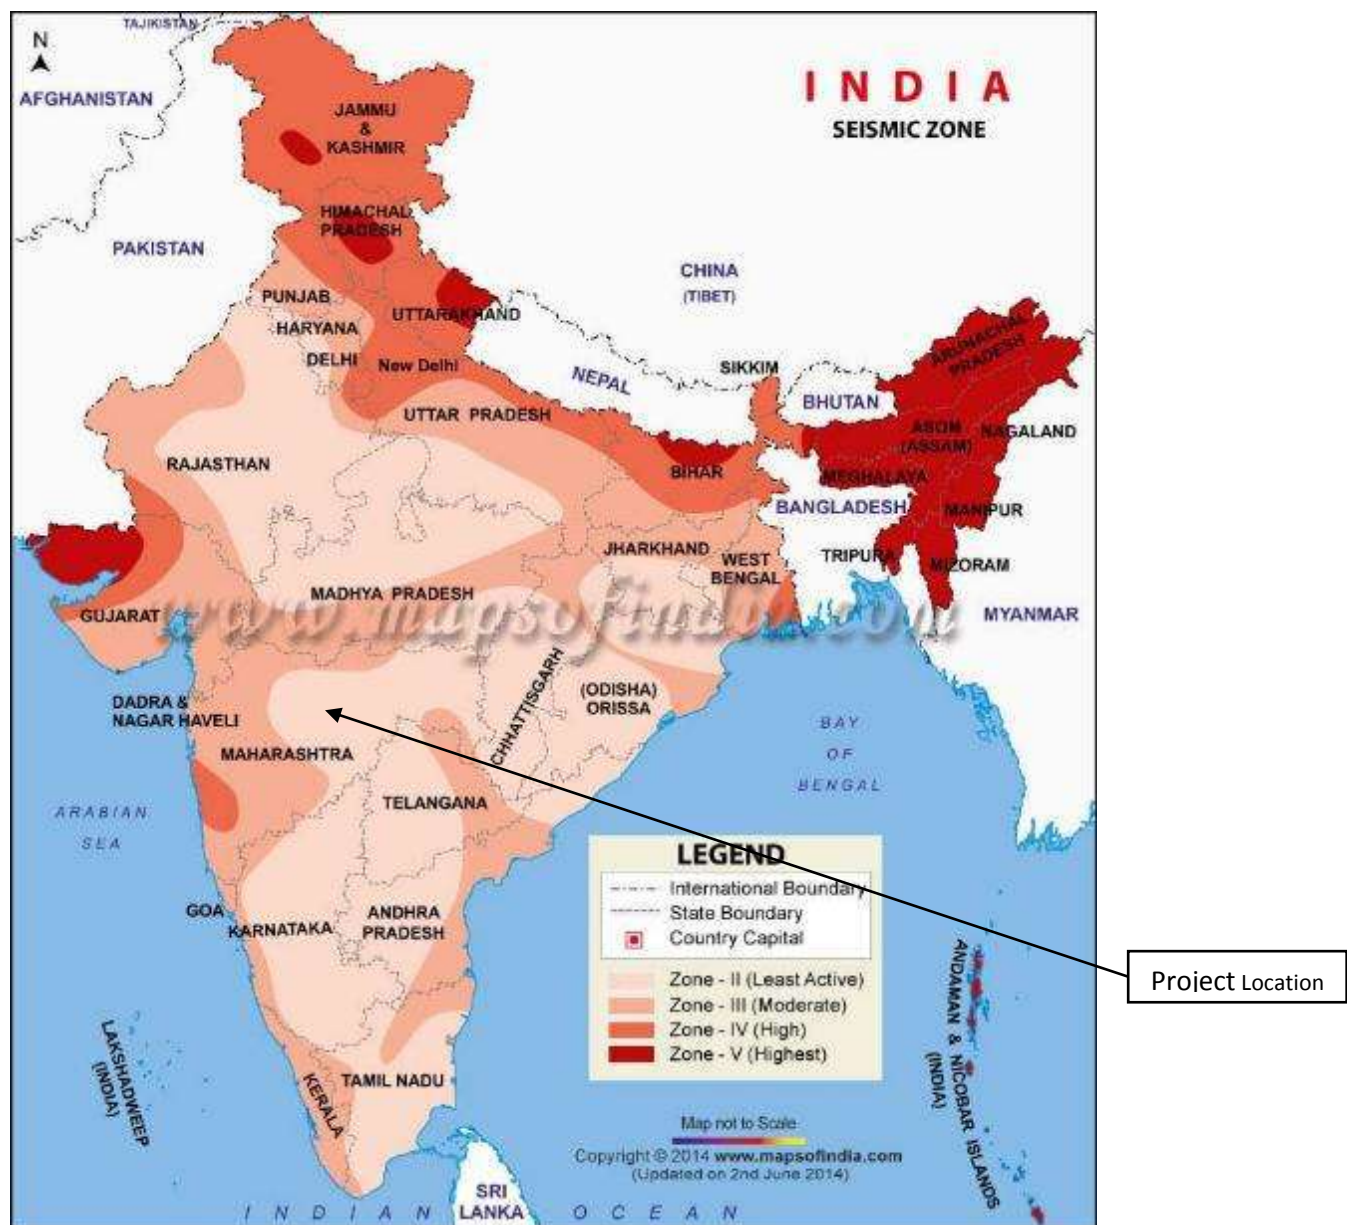 TAJIKISTAN
N
AFGHANISTAN
INDIA
SEISMIC ZONE
JAMMU
&
KASHMIR
HIMACHAL
PRADESH
PAKISTAN
CHINA
(TIBET)
PUNJAB
UTTARAKHAND
HARYANA
DELHI
New Delhi
NEPAL
SIKKIM
ARUNACHAL
PRADESH
BHUTAN
UTTAR PRADESH
ASOM
(ASSAM)
NAGALAND
RAJASTHAN
BIHAR
MEGHALAYA
BANGLADESH
MANIPUR
JHARKHAND
WEST
BENGAL
TRIPURA
MIZORAM
MADHYA PRADESH
www.mapsofindia.com
GUJARAT
MYANMAR
CHHATTISGARH
(ODISHA)
ORISSA
DADRA &
NAGAR HAVELI
BAY
OF
BENGAL
MAHARASHTRA
TELANGANA
ARABIAN
SEA
LEGEND
International Boundary
State Boundary
Country Capital
Zone - II (Least Active)
Zone - III (Moderate)
Zone - IV (High)
Zone - V (Highest)
GOA
KARNATAKA
ANDHRA
PRADESH
Project Location
ANDAMAN & NICOBAR ISLANDS
(INDIA)
LAKSHADWEEP
(INDIA)
KERALA
TAMIL NADU
Map not to Scale
Copyright © 2014 www.mapsofindia.com
(Updated on 2nd June 2014)
SRI
LANKA
INDIAN OCEAN